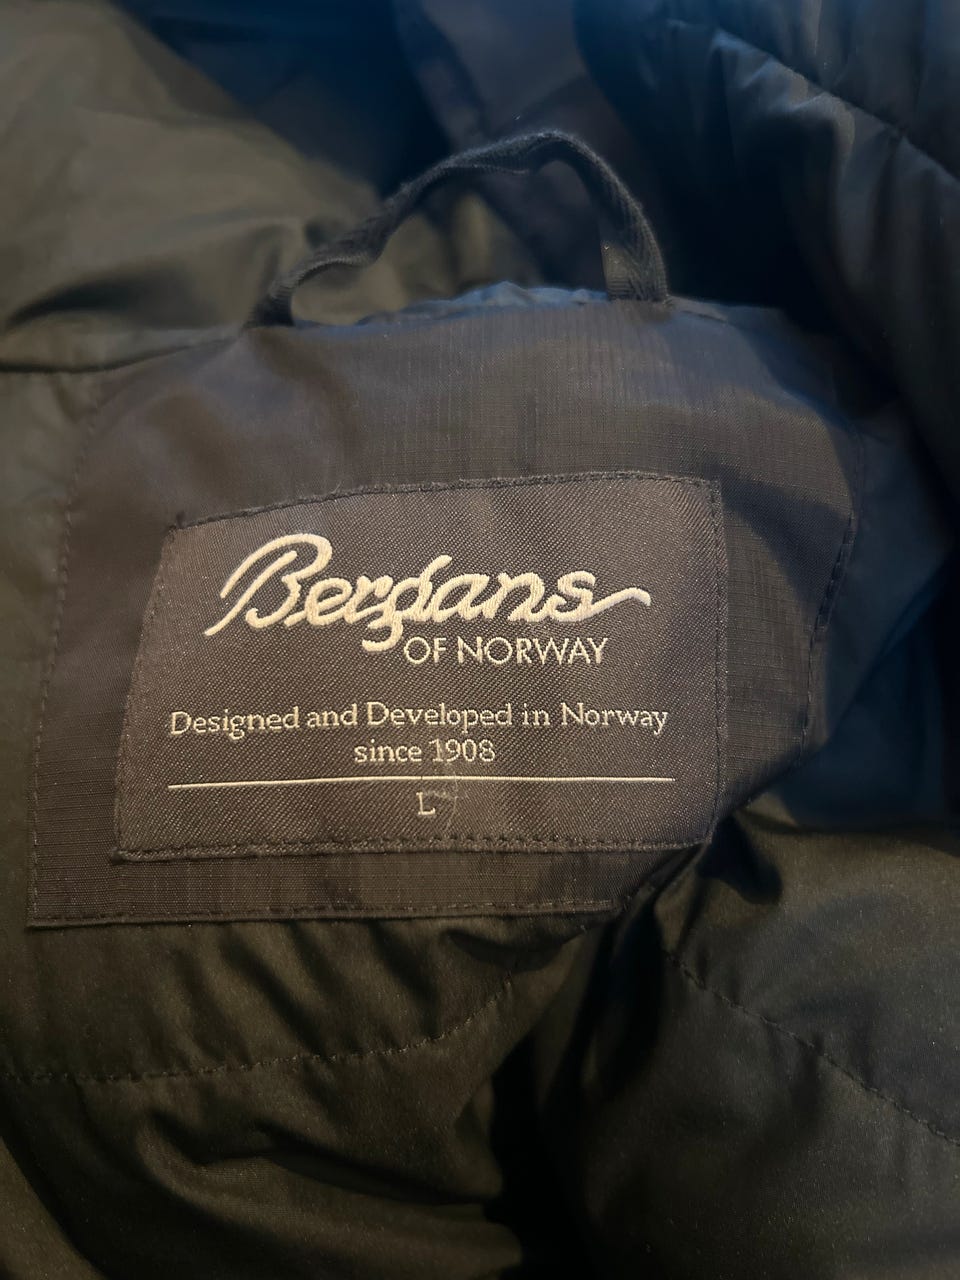 Bergans
OF NORWAY
Designed and Developed in Norway
since 1908
L